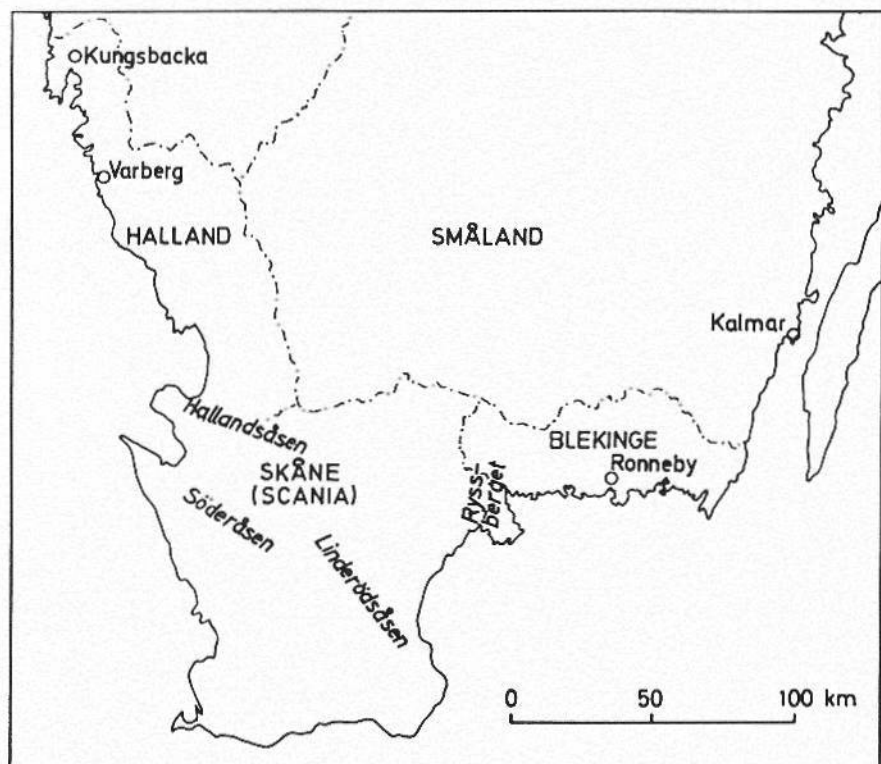 Kungsbacka
Varberg
HALLAND
SMÅLAND
Kalmar
Hallandsåsen
BLEKINGE
Ronneby
SKÅNE
(SCANIA)
Ryss-
berget
Söderåsen
Linderödsåsen
0 50 100 km